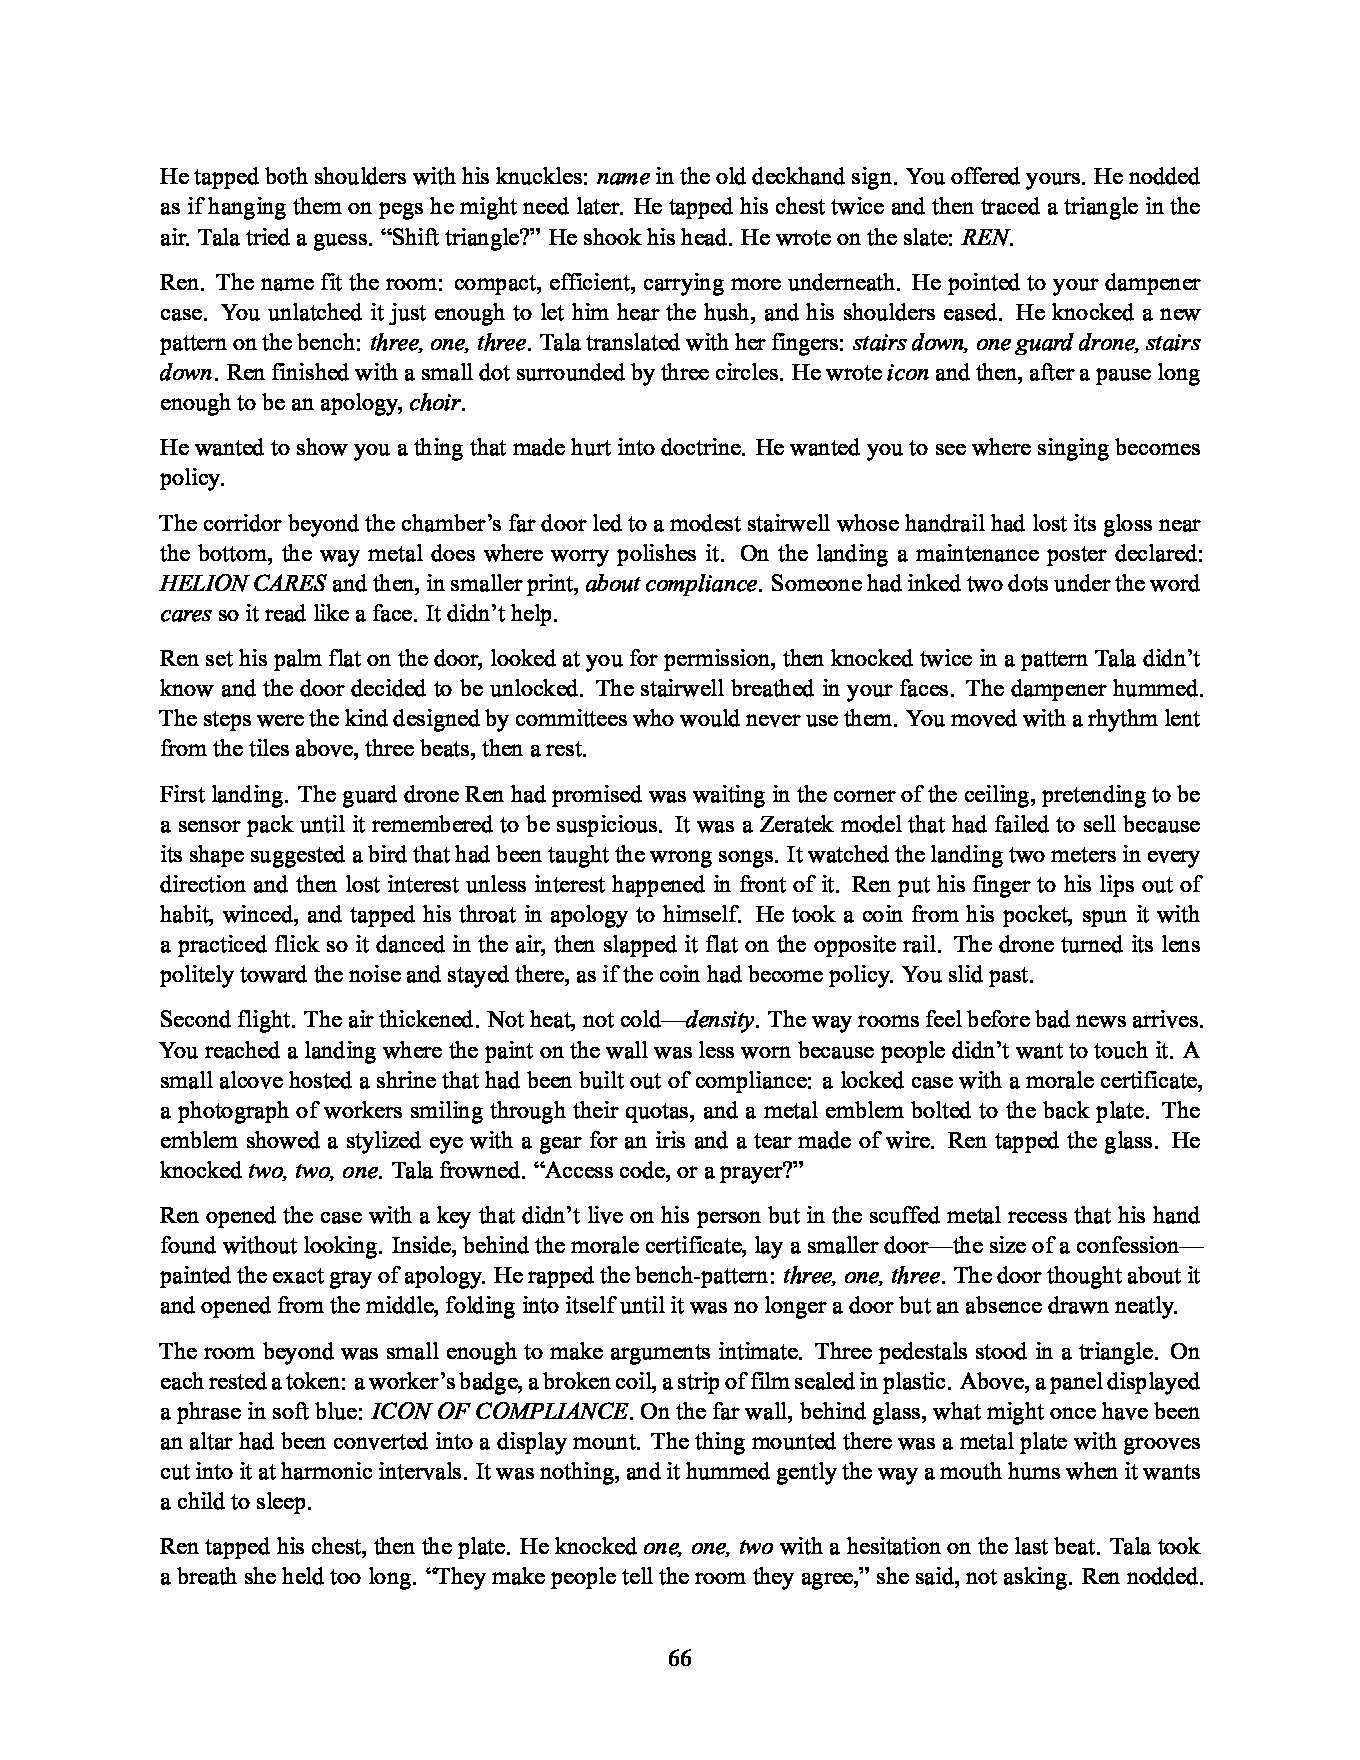 He tapped both shoulders with his knuckles: name in the old deckhand sign. You offered yours. He nodded
as if hanging them on pegs he might need later. He tapped his chest twice and then traced a triangle in the
air. Tala tried a guess. “Shift triangle?” He shook his head. He wrote on the slate: REN.
Ren. The name fit the room: compact, efficient, carrying more underneath. He pointed to your dampener
case. You unlatched it just enough to let him hear the hush, and his shoulders eased. He knocked a new
pattern on the bench: three, one, three. Tala translated with her fingers: stairs down, one guard drone, stairs
down. Ren finished with a small dot surrounded by three circles. He wrote icon and then, after a pause long
enough to be an apology, choir.
He wanted to show you a thing that made hurt into doctrine. He wanted you to see where singing becomes
policy.
The corridor beyond the chamber’s far door led to a modest stairwell whose handrail had lost its gloss near
the bottom, the way metal does where worry polishes it. On the landing a maintenance poster declared:
HELION CARES and then, in smaller print, about compliance. Someone had inked two dots under the word
cares so it read like a face. It didn’t help.
Ren set his palm flat on the door, looked at you for permission, then knocked twice in a pattern Tala didn’t
know and the door decided to be unlocked. The stairwell breathed in your faces. The dampener hummed.
The steps were the kind designed by committees who would never use them. You moved with a rhythm lent
from the tiles above, three beats, then a rest.
First landing. The guard drone Ren had promised was waiting in the corner of the ceiling, pretending to be
a sensor pack until it remembered to be suspicious. It was a Zeratek model that had failed to sell because
its shape suggested a bird that had been taught the wrong songs. It watched the landing two meters in every
direction and then lost interest unless interest happened in front of it. Ren put his finger to his lips out of
habit, winced, and tapped his throat in apology to himself. He took a coin from his pocket, spun it with
a practiced flick so it danced in the air, then slapped it flat on the opposite rail. The drone turned its lens
politely toward the noise and stayed there, as if the coin had become policy. You slid past.
Second flight. The air thickened. Not heat, not cold—density. The way rooms feel before bad news arrives.
You reached a landing where the paint on the wall was less worn because people didn’t want to touch it. A
small alcove hosted a shrine that had been built out of compliance: a locked case with a morale certificate,
a photograph of workers smiling through their quotas, and a metal emblem bolted to the back plate. The
emblem showed a stylized eye with a gear for an iris and a tear made of wire. Ren tapped the glass. He
knocked two, two, one. Tala frowned. “Access code, or a prayer?”
Ren opened the case with a key that didn’t live on his person but in the scuffed metal recess that his hand
found without looking. Inside, behind the morale certificate, lay a smaller door—the size of a confession—
painted the exact gray of apology. He rapped the bench-pattern: three, one, three. The door thought about it
and opened from the middle, folding into itself until it was no longer a door but an absence drawn neatly.
The room beyond was small enough to make arguments intimate. Three pedestals stood in a triangle. On
each rested a token: a worker’s badge, a broken coil, a strip of film sealed in plastic. Above, a panel displayed
a phrase in soft blue: ICON OF COMPLIANCE. On the far wall, behind glass, what might once have been
an altar had been converted into a display mount. The thing mounted there was a metal plate with grooves
cut into it at harmonic intervals. It was nothing, and it hummed gently the way a mouth hums when it wants
a child to sleep.
Ren tapped his chest, then the plate. He knocked one, one, two with a hesitation on the last beat. Tala took
a breath she held too long. “They make people tell the room they agree,” she said, not asking. Ren nodded.
66